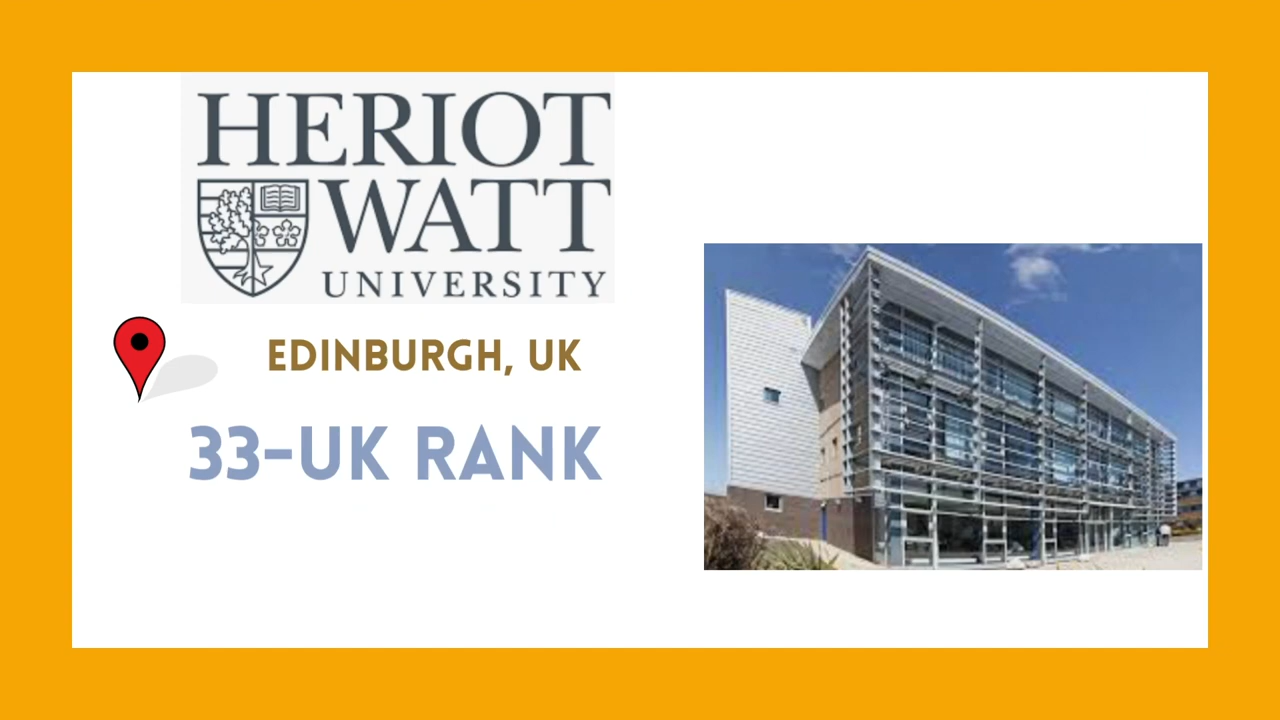 HERIOT
WATT
UNIVERSITY
EDINBURGH, UK
33-UK RANK